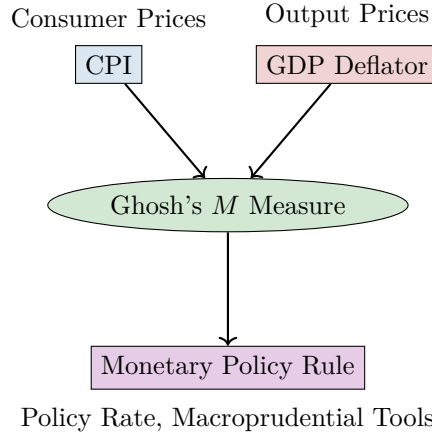 Consumer Prices
Output Prices
CPI
GDP Deflator
Ghosh's M Measure
Monetary Policy Rule
Policy Rate, Macroprudential Tools